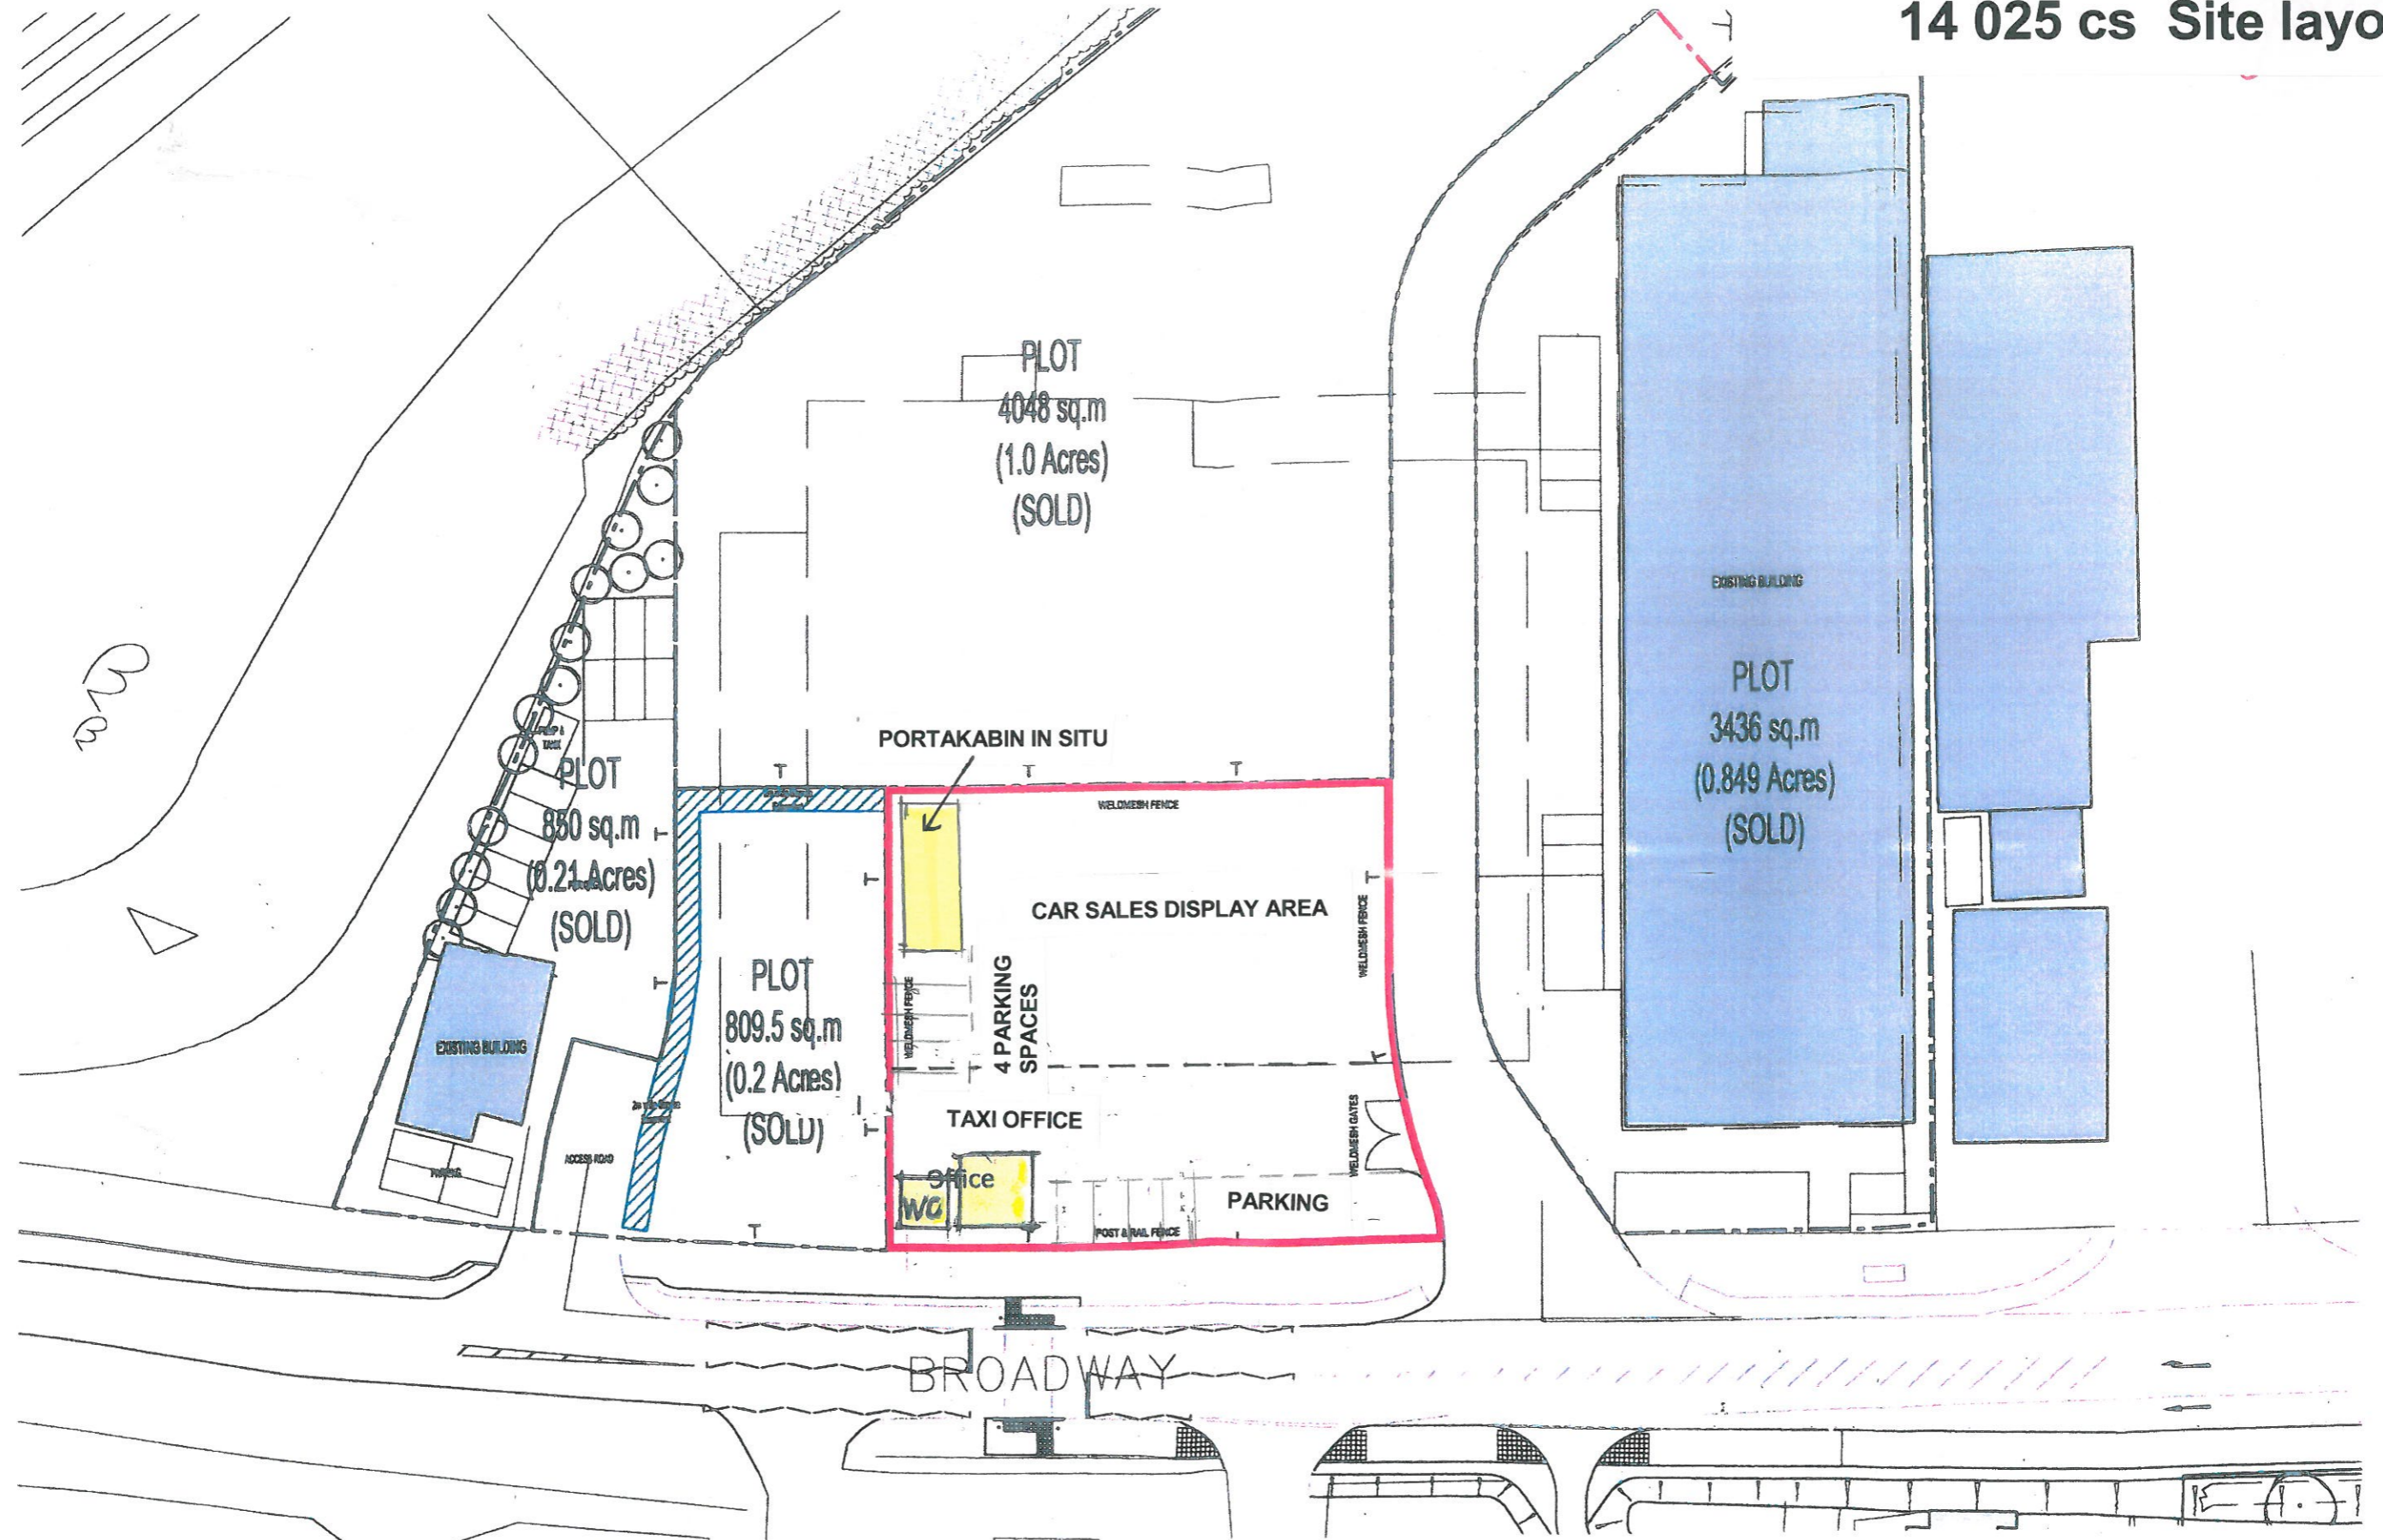 14 025 cs Site layo
PLOT
4048 sq.m
(1.0 Acres)
(SOLD)
EXISTING BUILDING
PLOT
3436 sq.m
(0.849 Acres)
(SOLD)
PORTAKABIN IN SITU
TANK
PLOT
850 sq.m
(0.21 Acres)
(SOLD)
WELDMESH FENCE
CAR SALES DISPLAY AREA
WELDMESH FENCE
4 PARKING
SPACES
WELDMESH FENCE
PLOT
809.5 sq.m
(0.2 Acres)
(SOLD)
EXISTING BUILDING
TAXI OFFICE
WELDMESH GATES
ACCESS ROAD
PARKING
Office
WC
PARKING
POST & RAIL FENCE
BROADWAY